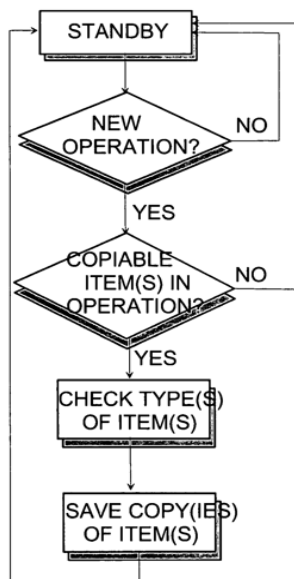 STANDBY
NEW
OPERATION?
NO
YES
COPIABLE
ITEM(S) IN
OPERATION?
NO
YES
CHECK TYPE(S)
OF ITEM(S)
SAVE COPY(IES)
OF ITEM(S)